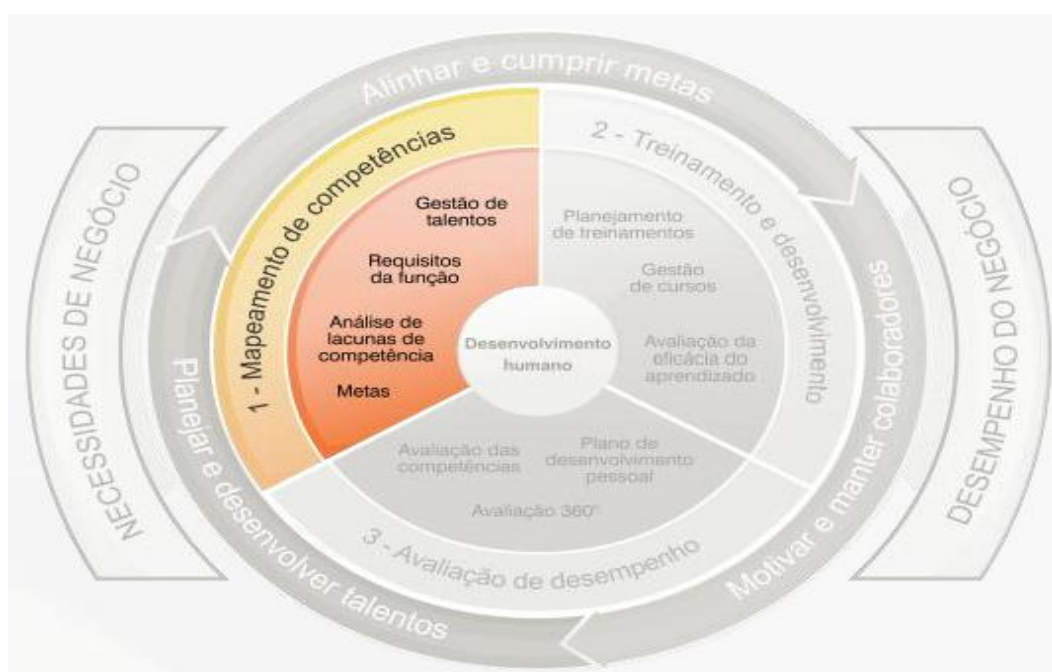 Alinhar e cumprir metas
NECESSIDADES DE NEGÓCIO
1 - Mapeamento de competências
Gestão de
talentos
Requisitos
da função
Análise de
lacunas de
competência
Metas
2 - Treinamento e desenvolvimento
Planejamento
de treinamentos
Gestão
de cursos
Avaliação da
eficácia do
aprendizado
Desenvolvimento
humano
Avaliação das
competências
Plano de
desenvolvimento
pessoal
Avaliação 360°
3 - Avaliação de desempenho
Planejar e desenvolver talentos
Motivar e manter colaboradores
DESEMPENHO DO NEGÓCIO